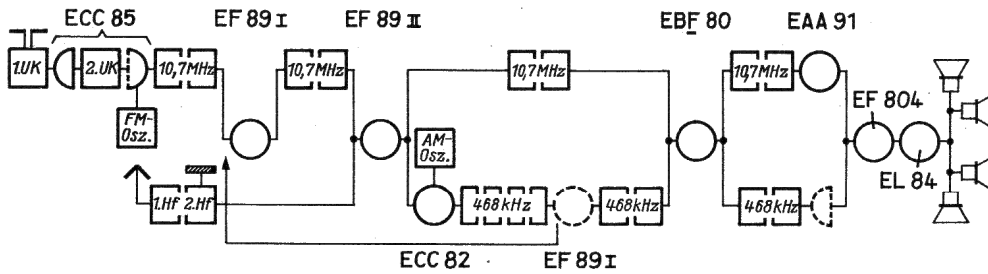 ECC 85
EF 89 I
EF 89 II
EBF 80
EAA 91
1.UK
2.UK
10,7MHz
10,7MHz
10,7MHz
10,7MHz
EF 804
FM-
Osz.
AM-
Osz.
EL 84
1.Hf
2.Hf
468kHz
468kHz
468kHz
ECC 82
EF 89 I